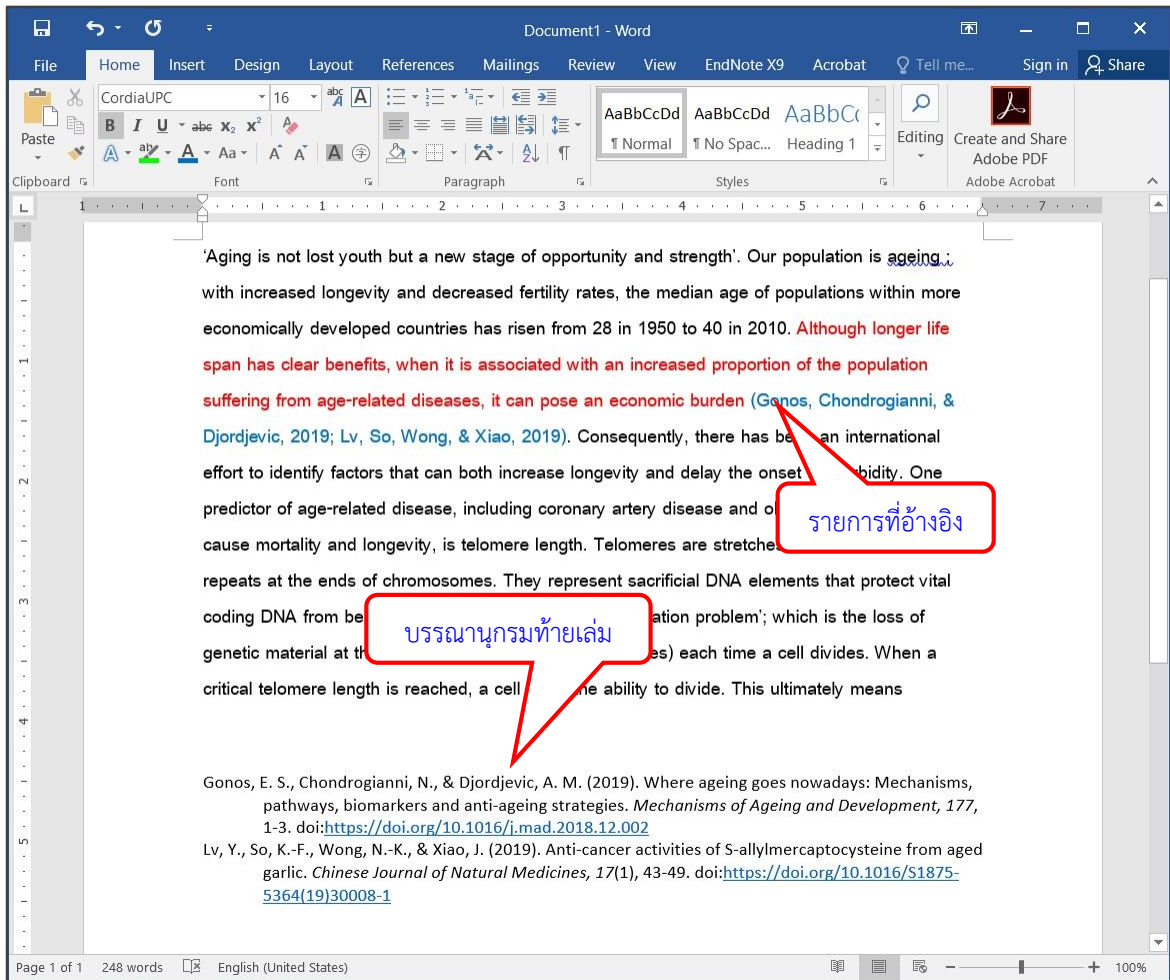 Document1 - Word
File Home Insert Design Layout References Mailings Review View EndNote X9 Acrobat Tell me... Sign in Share
Paste
CordiaUPC 16
AaBbCcDd AaBbCcDd AaBbC
¶ Normal ¶ No Spac... Heading 1
Editing
Create and Share
Adobe PDF
Clipboard Font Paragraph Styles Adobe Acrobat
1 1 2 3 4 5 6 7
‘Aging is not lost youth but a new stage of opportunity and strength’. Our population is ageing ;
with increased longevity and decreased fertility rates, the median age of populations within more
economically developed countries has risen from 28 in 1950 to 40 in 2010. Although longer life
span has clear benefits, when it is associated with an increased proportion of the population
suffering from age-related diseases, it can pose an economic burden (Gonos, Chondrogianni, &
Djordjevic, 2019; Lv, So, Wong, & Xiao, 2019). Consequently, there has be an international
effort to identify factors that can both increase longevity and delay the onset bidity. One
predictor of age-related disease, including coronary artery disease and o
รายการที่อ้างอิง
cause mortality and longevity, is telomere length. Telomeres are stretche
repeats at the ends of chromosomes. They represent sacrificial DNA elements that protect vital
coding DNA from be ation problem’; which is the loss of
บรรณานุกรมท้ายเล่ม
genetic material at th es) each time a cell divides. When a
critical telomere length is reached, a cell he ability to divide. This ultimately means
Gonos, E. S., Chondrogianni, N., & Djordjevic, A. M. (2019). Where ageing goes nowadays: Mechanisms,
pathways, biomarkers and anti-ageing strategies. Mechanisms of Ageing and Development, 177,
1-3. doi:https://doi.org/10.1016/j.mad.2018.12.002
Lv, Y., So, K.-F., Wong, N.-K., & Xiao, J. (2019). Anti-cancer activities of S-allylmercaptocysteine from aged
garlic. Chinese Journal of Natural Medicines, 17(1), 43-49. doi:https://doi.org/10.1016/S1875-
5364(19)30008-1
Page 1 of 1 248 words English (United States) 100%